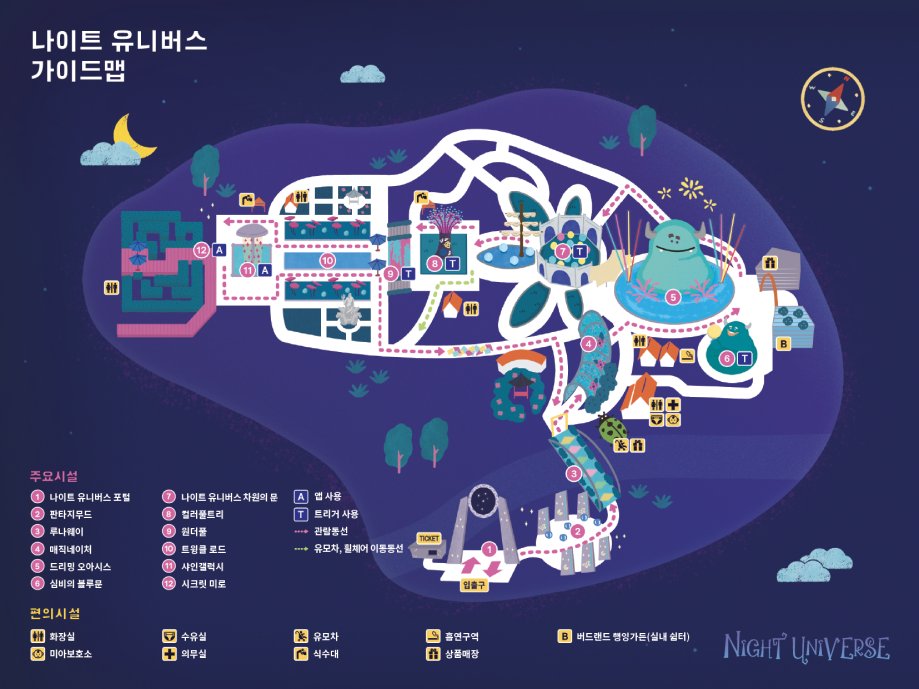 나이트 유니버스
가이드맵
N
E
S
W
12 A
11 A
10
9 T
8 T
7 T
5
4
6 T
B
3
2
1
TICKET
입출구
주요시설
1 나이트 유니버스 포털
2 판타지무드
3 루나웨이
4 매직네이처
5 드리밍 오아시스
6 심비의 블루문
7 나이트 유니버스 차원의 문
8 컬러풀트리
9 원더풀
10 트윙클 로드
11 샤인갤럭시
12 시크릿 미로
A 앱 사용
T 트리거 사용
관람동선
유모차, 휠체어 이동동선
편의시설
화장실
미아보호소
수유실
의무실
유모차
식수대
흡연구역
상품매장
B 버드랜드 행잉가든(실내 쉼터)
NIGHT UNIVERSE